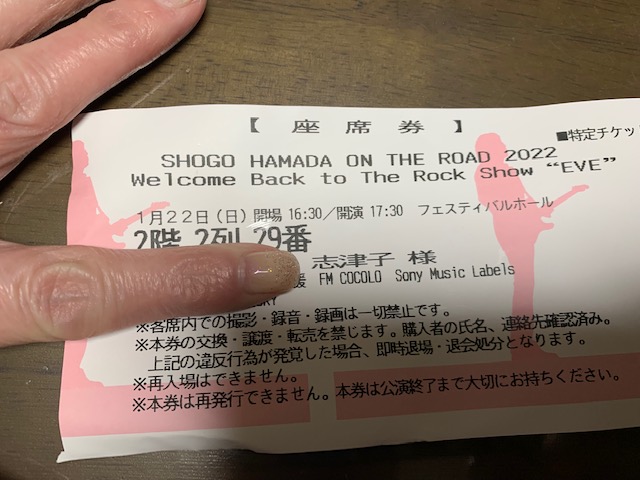 【 座 席 券 】
■特定チケッ
SHOGO HAMADA ON THE ROAD 2022
Welcome Back to The Rock Show “EVE”
1月22日(日) 開場 16:30/開演 17:30 フェスティバルホール
2階 2列 29番
志津子 様
援 FM COCOLO Sony Music Labels
※客席内での撮影・録音・録画は一切禁止です。
※本券の交換・譲渡・転売を禁じます。購入者の氏名、連絡先確認済み。
上記の違反行為が発覚した場合、即時退場・退会処分となります。
※再入場はできません。
※本券は再発行できません。本券は公演終了まで大切にお持ちください。